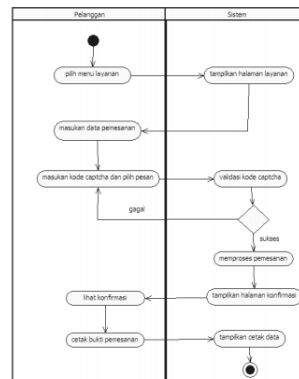 Pelanggan
Sistem
pilih menu layanan
tampilkan halaman layanan
masukan data pemesanan
masukan kode captcha dan pilih pesan
validasi kode captcha
gagal
sukses
memproses pemesanan
lihat konfirmasi
tampilkan halaman konfirmasi
cetak bukti pemesanan
tampilkan cetak data